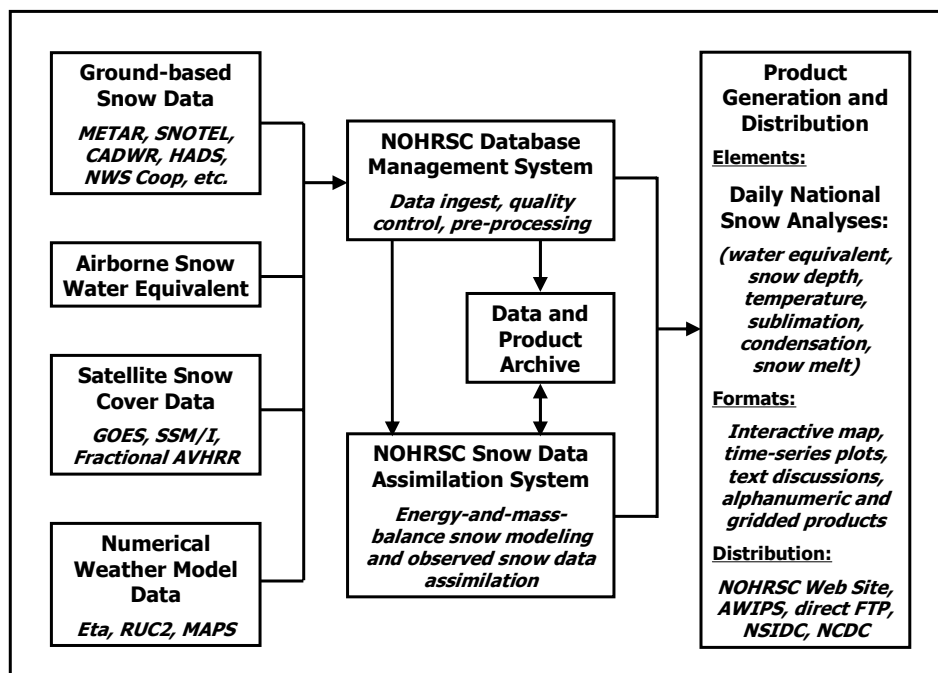 Ground-based
Snow Data
METAR, SNOTEL,
CADWR, HADS,
NWS Coop, etc.
Airborne Snow
Water Equivalent
Satellite Snow
Cover Data
GOES, SSM/I,
Fractional AVHRR
Numerical
Weather Model
Data
Eta, RUC2, MAPS
NOHRSC Database
Management System
Data ingest, quality
control, pre-processing
Data and
Product
Archive
NOHRSC Snow Data
Assimilation System
Energy-and-mass-
balance snow modeling
and observed snow data
assimilation
Product
Generation and
Distribution
Elements:
Daily National
Snow Analyses:
(water equivalent,
snow depth,
temperature,
sublimation,
condensation,
snow melt)
Formats:
Interactive map,
time-series plots,
text discussions,
alphanumeric and
gridded products
Distribution:
NOHRSC Web Site,
AWIPS, direct FTP,
NSIDC, NCDC